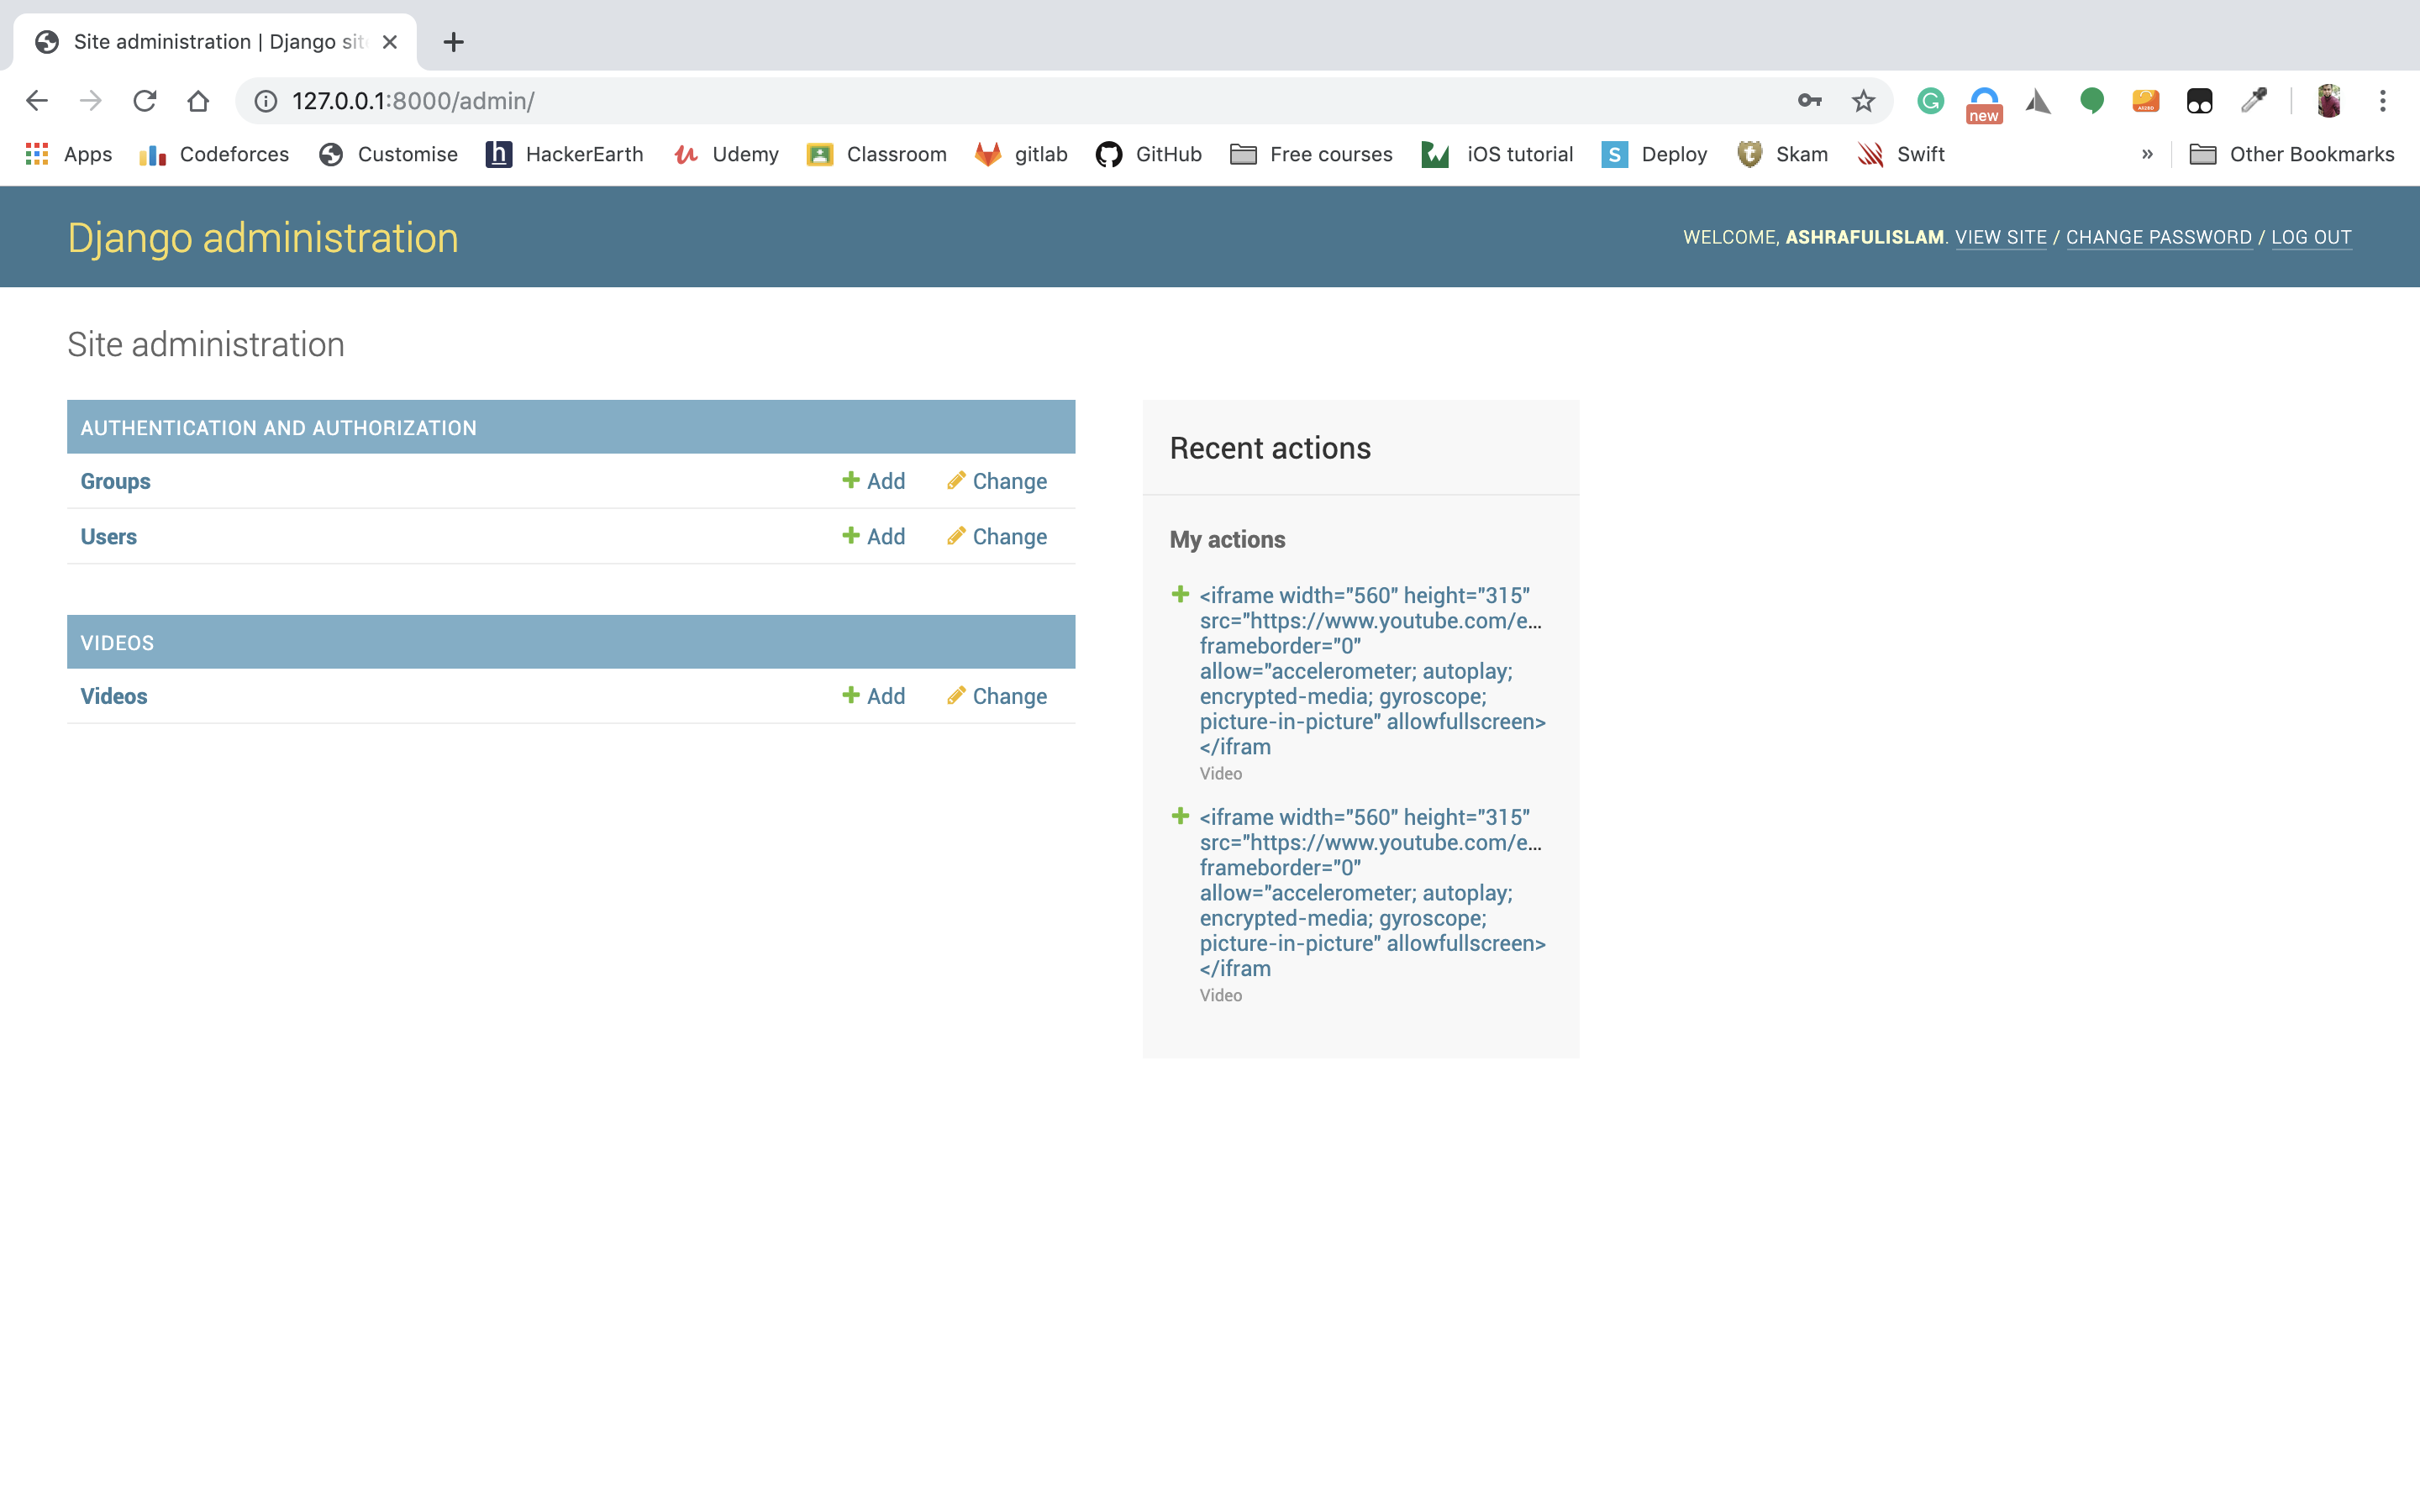 Site administration | Django sit
127.0.0.1:8000/admin/
new
Apps
Codeforces
Customise
h
HackerEarth
Udemy
Classroom
gitlab
GitHub
Free courses
iOS tutorial
S
Deploy
t
Skam
Swift
»
Other Bookmarks
Django administration
WELCOME, ASHRAFULISLAM. VIEW SITE / CHANGE PASSWORD / LOG OUT
Site administration
AUTHENTICATION AND AUTHORIZATION
Groups Add Change
Users Add Change
VIDEOS
Videos Add Change
Recent actions
My actions
<iframe width="560" height="315"
src="https://www.youtube.com/e...
frameborder="0"
allow="accelerometer; autoplay;
encrypted-media; gyroscope;
picture-in-picture" allowfullscreen>
</ifram
Video
<iframe width="560" height="315"
src="https://www.youtube.com/e...
frameborder="0"
allow="accelerometer; autoplay;
encrypted-media; gyroscope;
picture-in-picture" allowfullscreen>
</ifram
Video